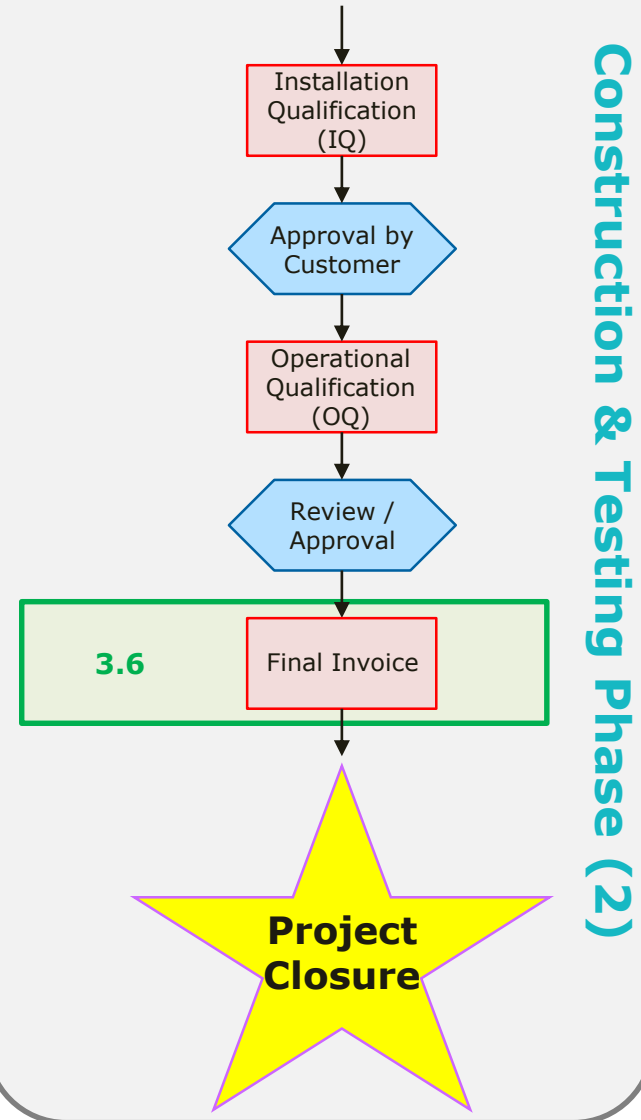 Construction & Testing Phase (2)
Installation
Qualification
(IQ)
Approval by
Customer
Operational
Qualification
(OQ)
Review /
Approval
3.6
Final Invoice
Project
Closure